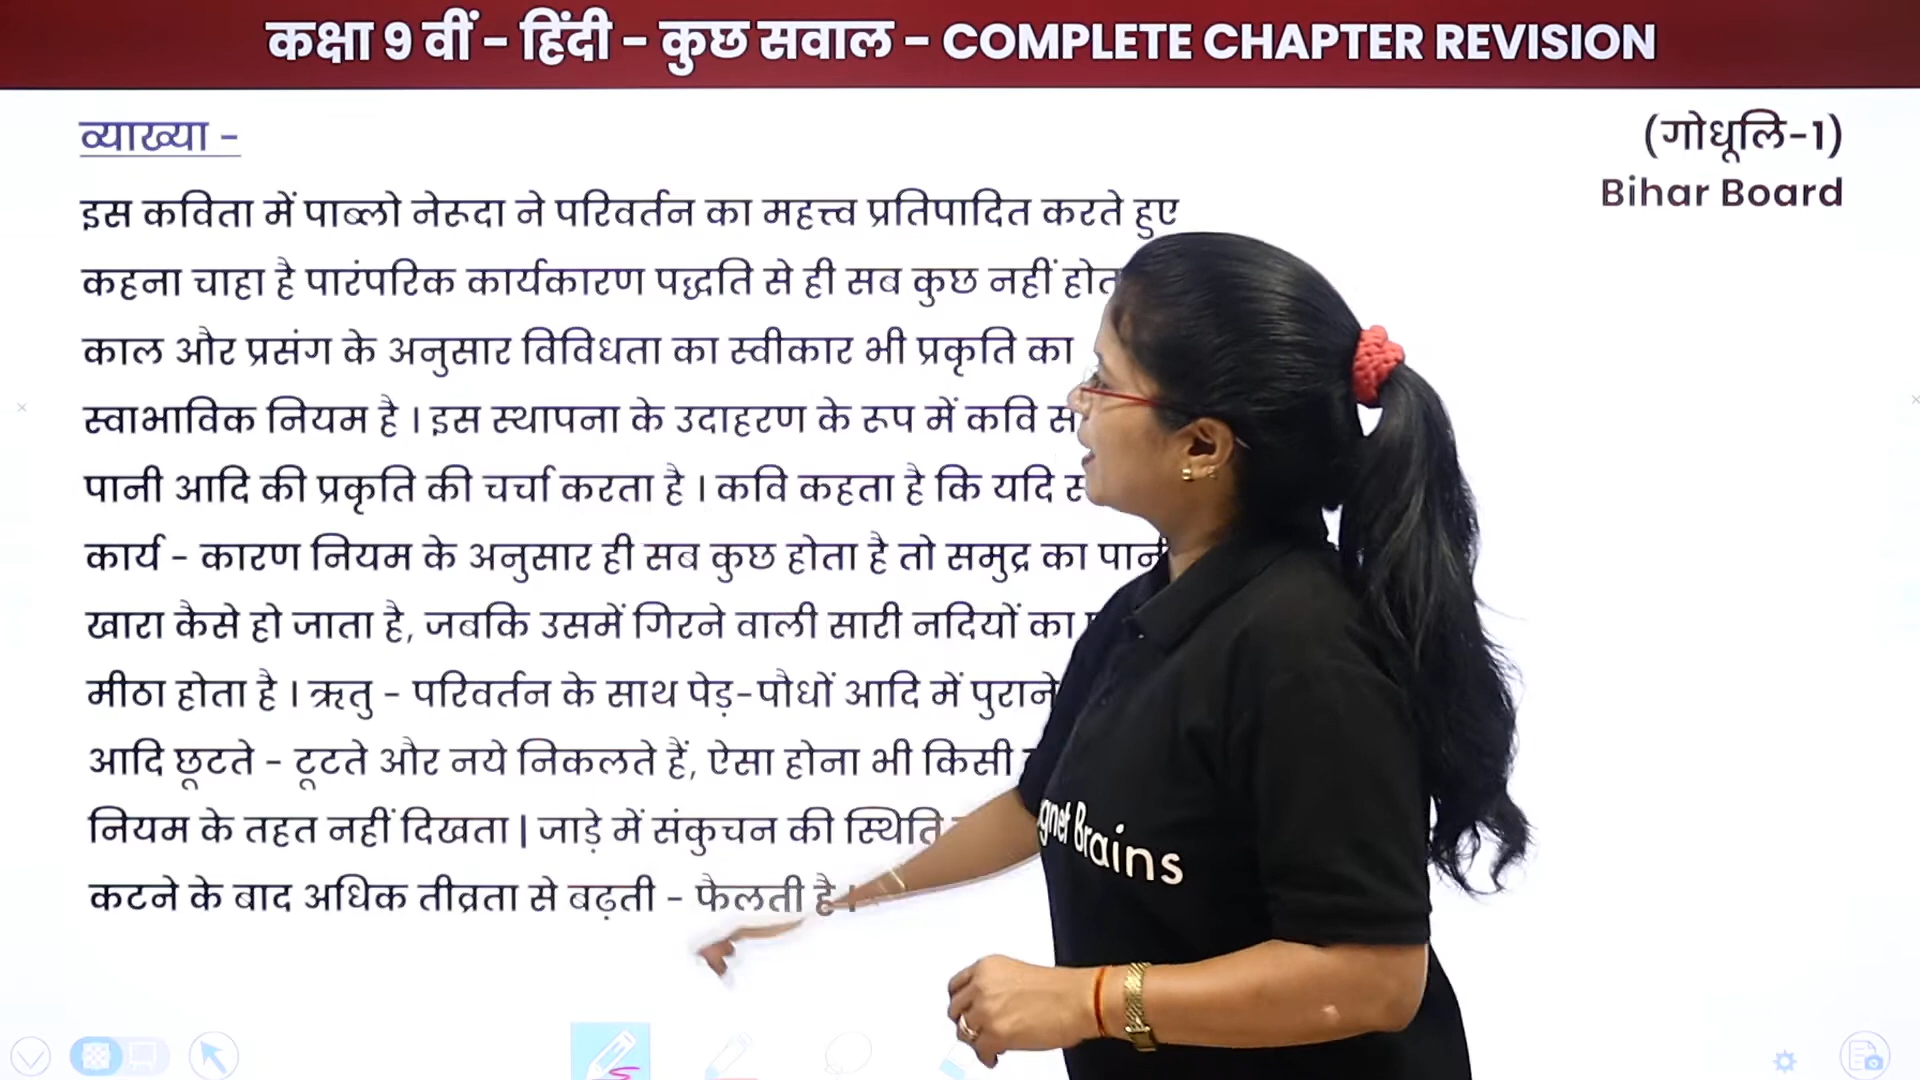 कक्षा 9 वीं - हिंदी - कुछ सवाल - COMPLETE CHAPTER REVISION
व्याख्या -
(गोधूलि-1)
Bihar Board
इस कविता में पाब्लो नेरूदा ने परिवर्तन का महत्त्व प्रतिपादित करते हुए
कहना चाहा है पारंपरिक कार्यकारण पद्धति से ही सब कुछ नहीं
काल और प्रसंग के अनुसार विविधता का स्वीकार भी प्रकृति का
स्वाभाविक नियम है । इस स्थापना के उदाहरण के रूप में कवि
पानी आदि की प्रकृति की चर्चा करता है । कवि कहता है कि यदि
कार्य - कारण नियम के अनुसार ही सब कुछ होता है तो समुद्र का पानी
खारा कैसे हो जाता है, जबकि उसमें गिरने वाली सारी नदियों का
मीठा होता है । ऋतु - परिवर्तन के साथ पेड़-पौधों आदि में पुराने
आदि छूटते - टूटते और नये निकलते हैं, ऐसा होना भी किसी
नियम के तहत नहीं दिखता | जाड़े में संकुचन की स्थिति
कटने के बाद अधिक तीव्रता से बढ़ती - फैलती है ।
Brains